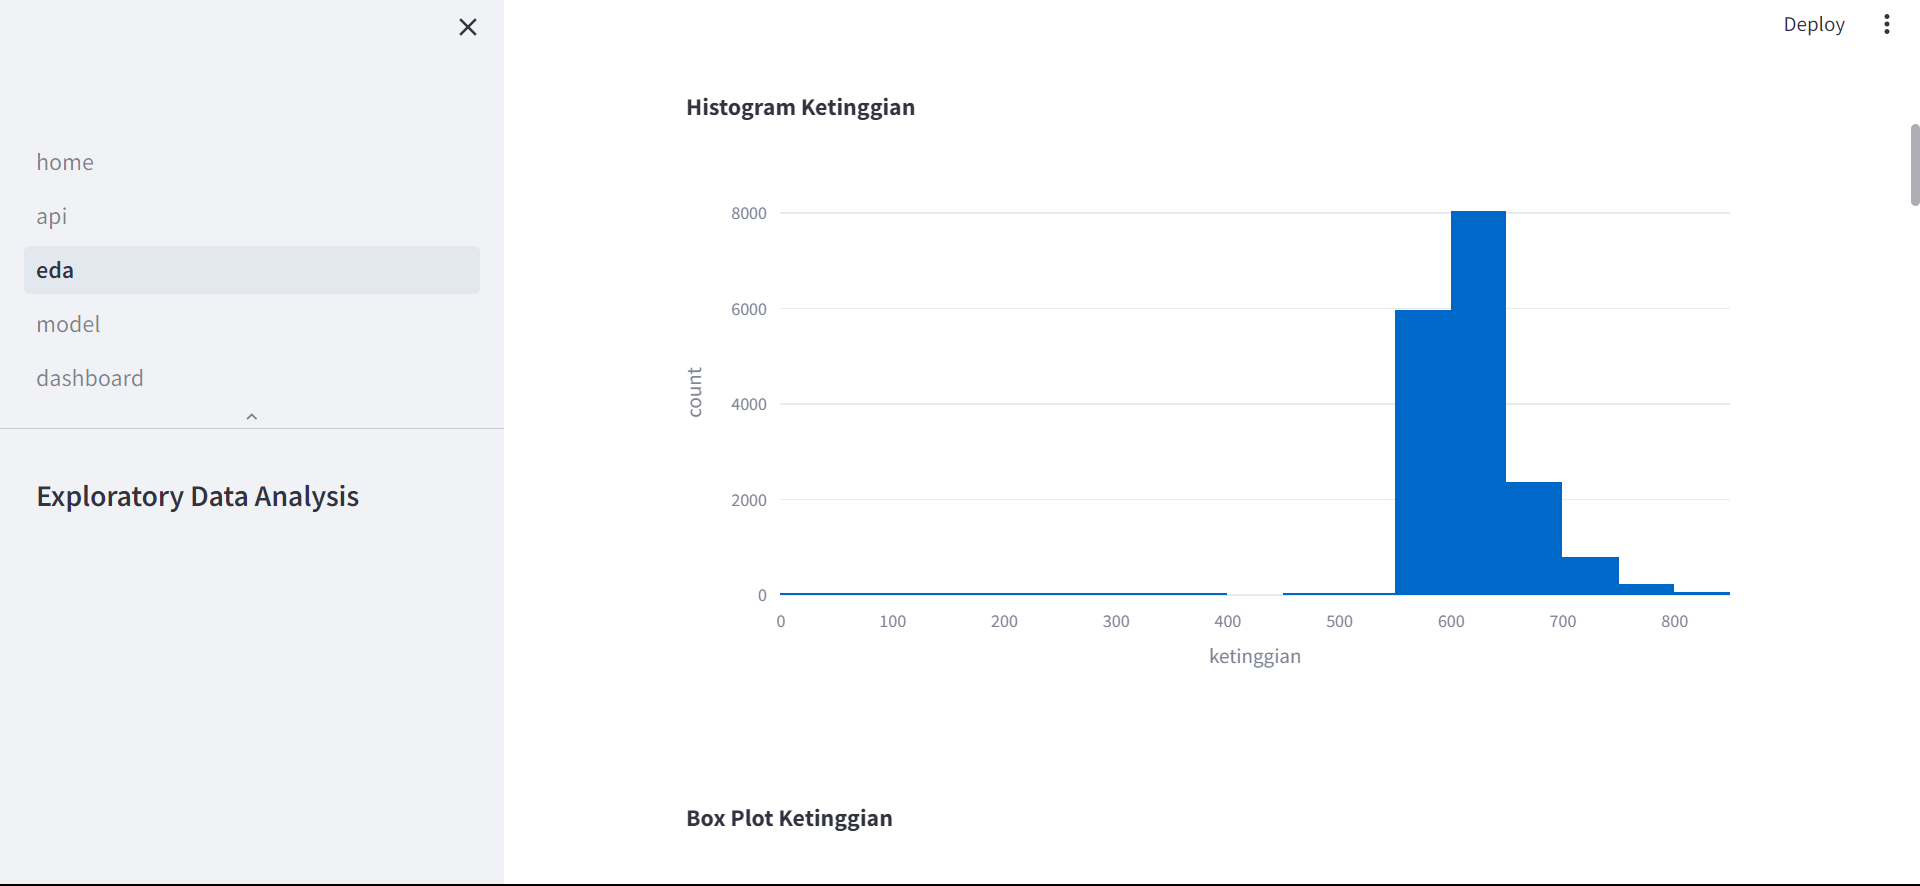 Deploy
home
api
eda
model
dashboard
Exploratory Data Analysis
Histogram Ketinggian
8000
6000
4000
2000
0
count
0 100 200 300 400 500 600 700 800
ketinggian
Box Plot Ketinggian